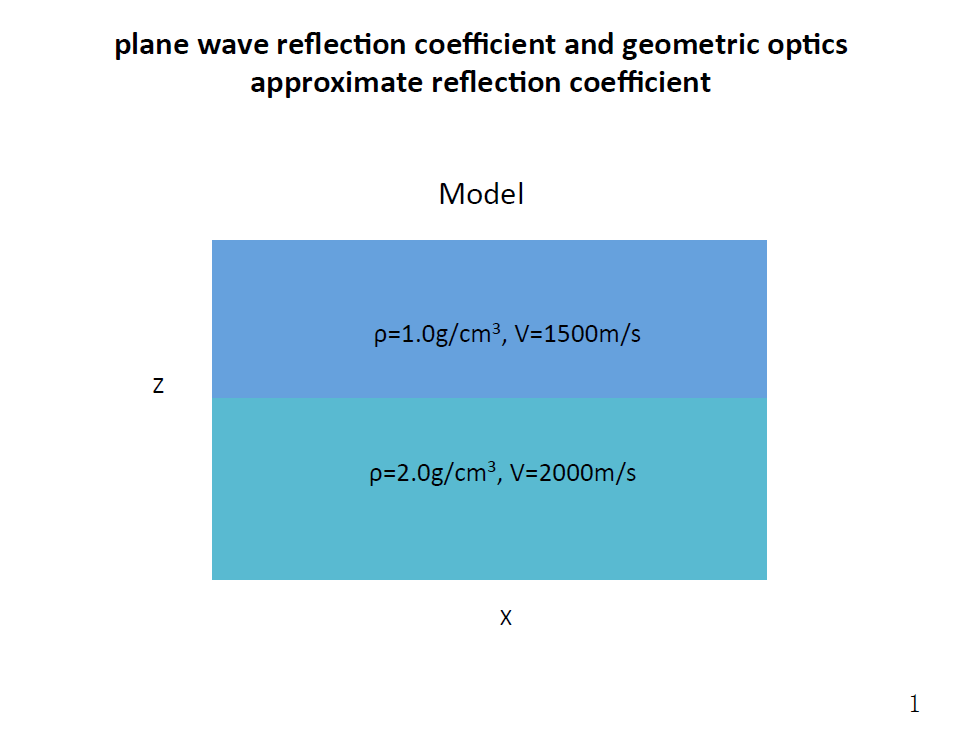 plane wave reflection coefficient and geometric optics
approximate reflection coefficient
Model
ρ=1.0g/cm³, V=1500m/s
Z
ρ=2.0g/cm³, V=2000m/s
X
1